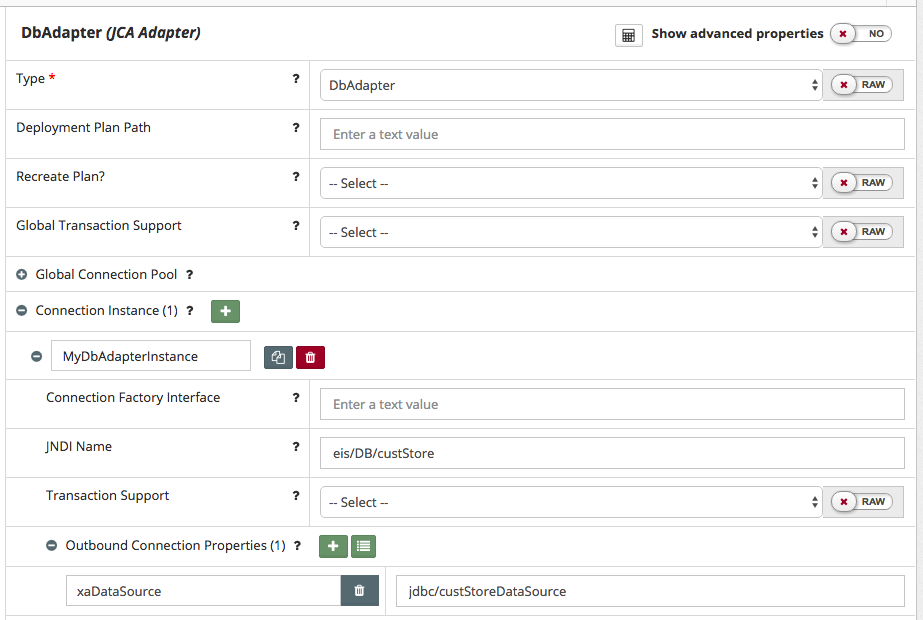 DbAdapter (JCA Adapter) Show advanced properties NO
Type * ? DbAdapter RAW
Deployment Plan Path ? Enter a text value
Recreate Plan? ? -- Select -- RAW
Global Transaction Support ? -- Select -- RAW
Global Connection Pool ?
Connection Instance (1) ?
MyDbAdapterInstance
Connection Factory Interface ? Enter a text value
JNDI Name ? eis/DB/custStore
Transaction Support ? -- Select -- RAW
Outbound Connection Properties (1) ?
xaDataSource jdbc/custStoreDataSource